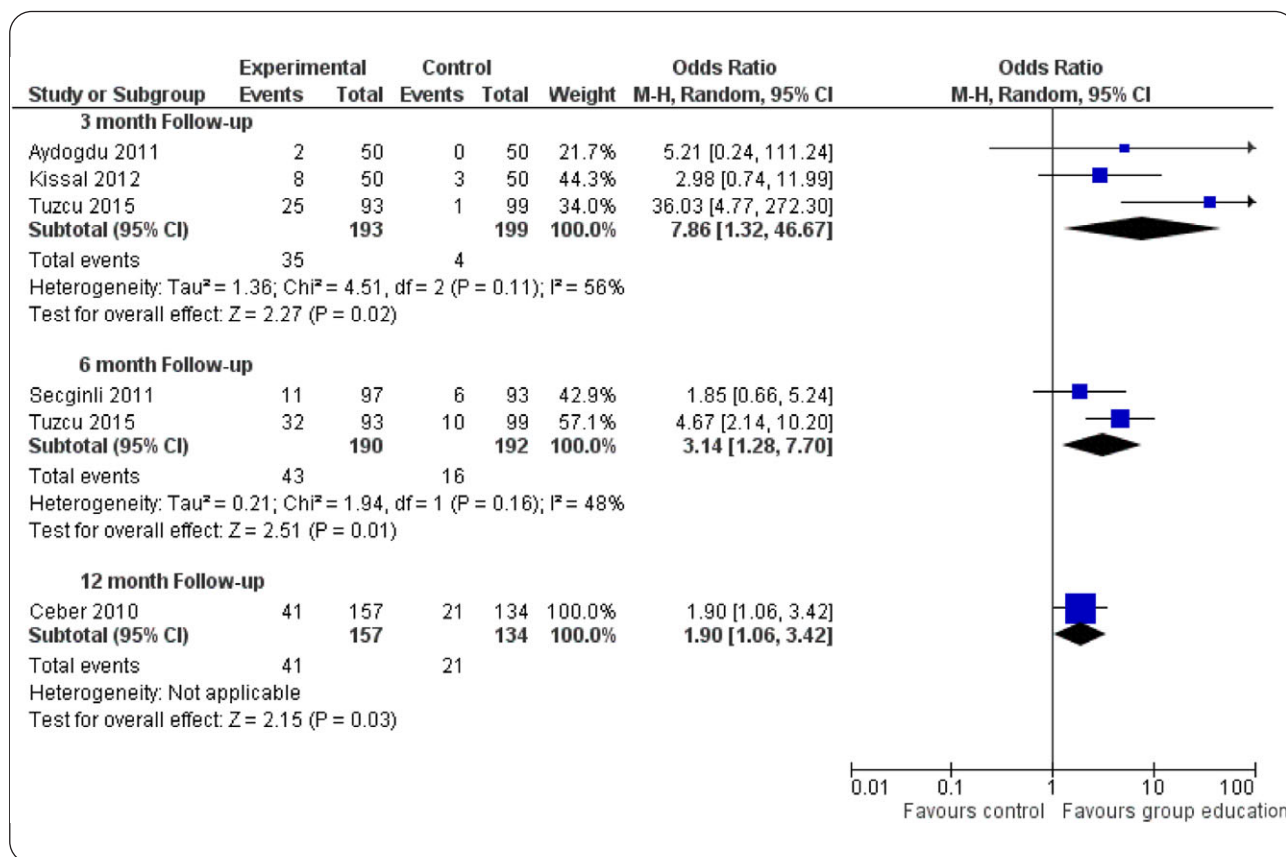 Experimental Control Odds Ratio Odds Ratio
Study or Subgroup Events Total Events Total Weight M-H, Random, 95% CI M-H, Random, 95% CI
3 month Follow-up
Aydogdu 2011 2 50 0 50 21.7% 5.21 [0.24, 111.24]
Kissal 2012 8 50 3 50 44.3% 2.98 [0.74, 11.99]
Tuzcu 2015 25 93 1 99 34.0% 36.03 [4.77, 272.30]
Subtotal (95% CI) 193 199 100.0% 7.86 [1.32, 46.67]
Total events 35 4
Heterogeneity: Tau² = 1.36; Chi² = 4.51, df = 2 (P = 0.11); I² = 56%
Test for overall effect: Z = 2.27 (P = 0.02)
6 month Follow-up
Secginli 2011 11 97 6 93 42.9% 1.85 [0.66, 5.24]
Tuzcu 2015 32 93 10 99 57.1% 4.67 [2.14, 10.20]
Subtotal (95% CI) 190 192 100.0% 3.14 [1.28, 7.70]
Total events 43 16
Heterogeneity: Tau² = 0.21; Chi² = 1.94, df = 1 (P = 0.16); I² = 48%
Test for overall effect: Z = 2.51 (P = 0.01)
12 month Follow-up
Ceber 2010 41 157 21 134 100.0% 1.90 [1.06, 3.42]
Subtotal (95% CI) 157 134 100.0% 1.90 [1.06, 3.42]
Total events 41 21
Heterogeneity: Not applicable
Test for overall effect: Z = 2.15 (P = 0.03)
0.01 0.1 1 10 100
Favours control Favours group education